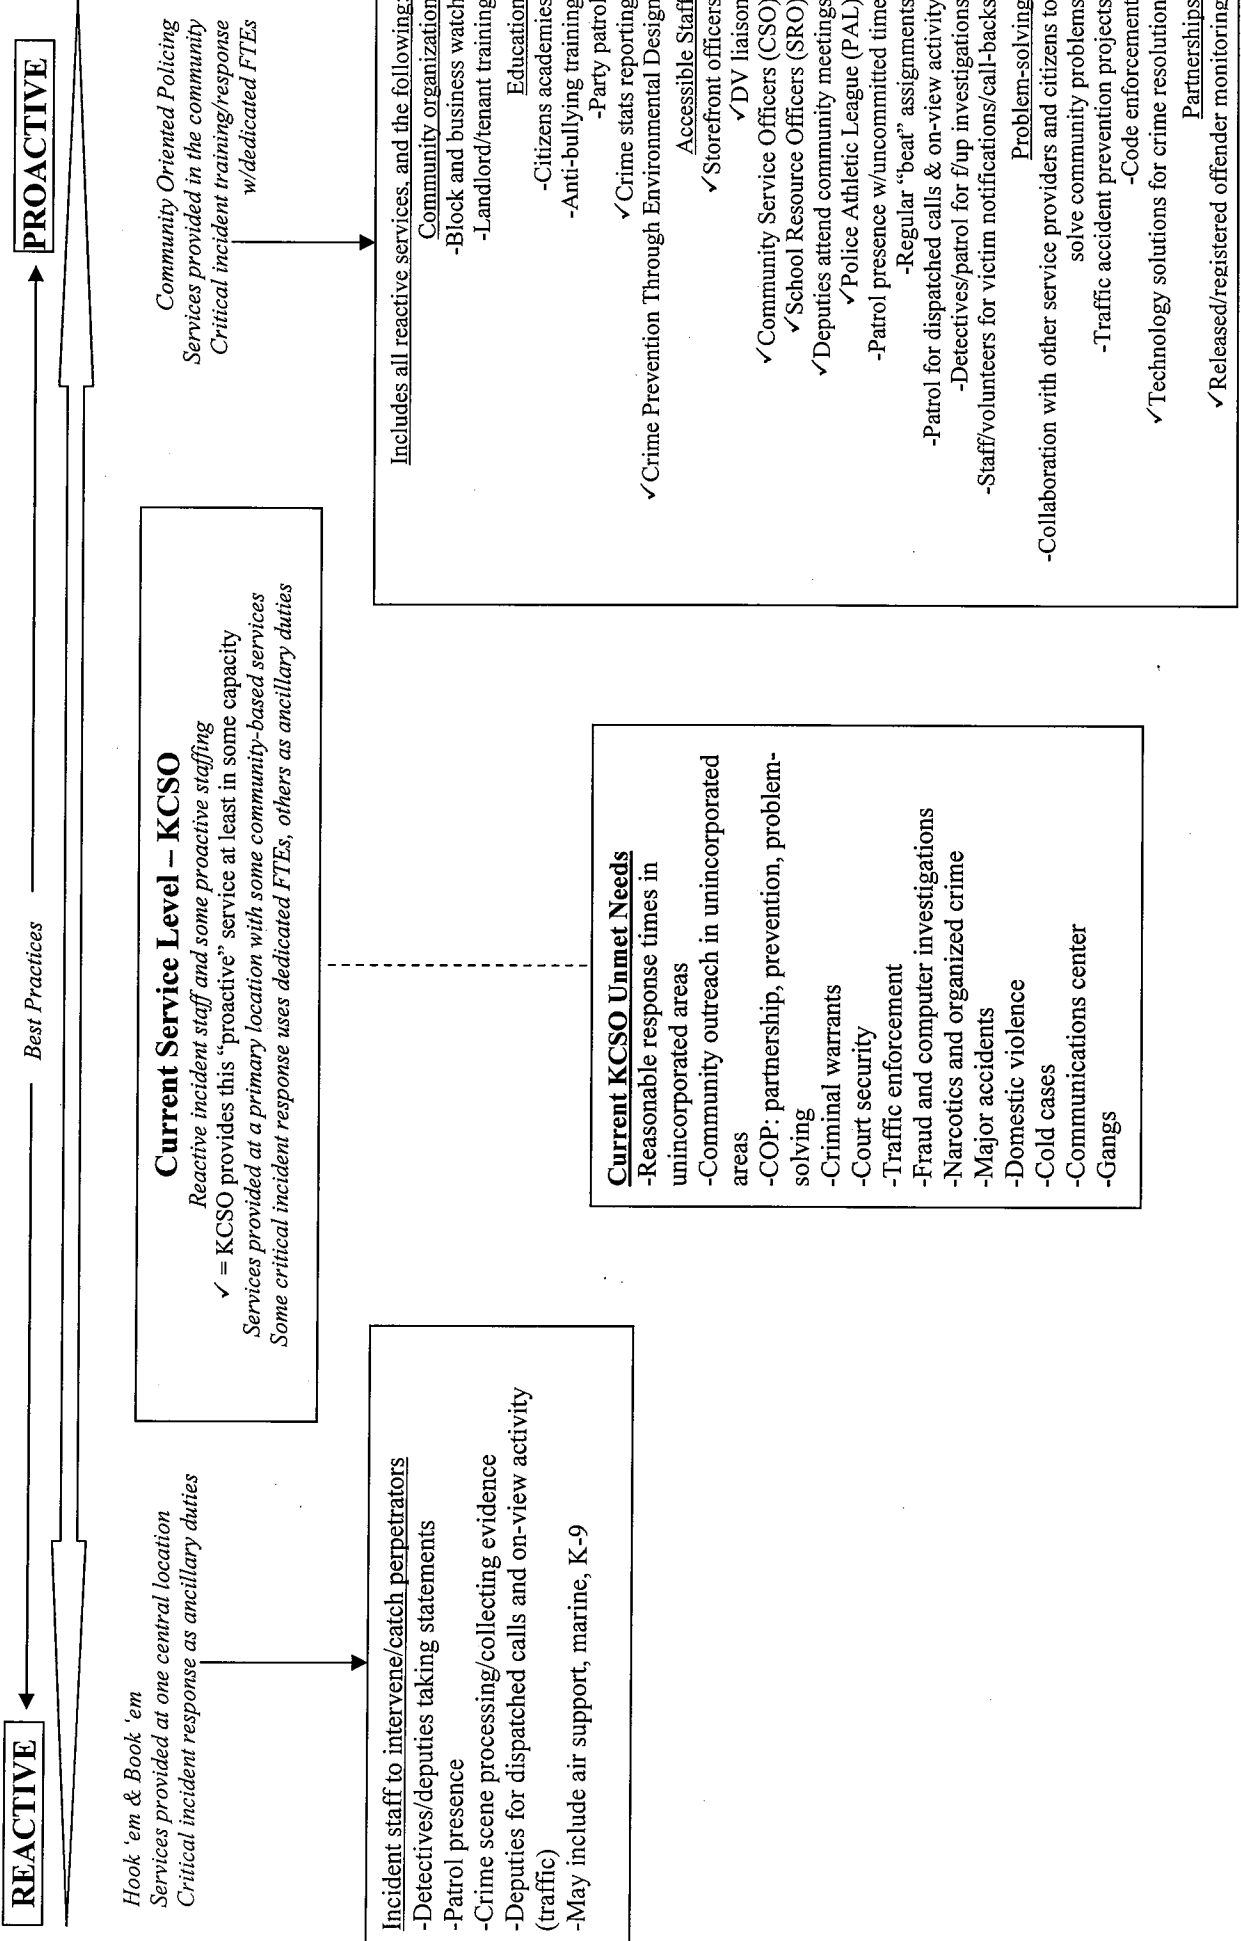 REACTIVE
Best Practices
PROACTIVE
Hook 'em & Book 'em
Services provided at one central location
Critical incident response as ancillary duties
Incident staff to intervene/catch perpetrators
-Detectives/deputies taking statements
-Patrol presence
-Crime scene processing/collecting evidence
-Deputies for dispatched calls and on-view activity
(traffic)
-May include air support, marine, K-9
Current Service Level – KCSO
Reactive incident staff and some proactive staffing
✓ = KCSO provides this “proactive” service at least in some capacity
Services provided at a primary location with some community-based services
Some critical incident response uses dedicated FTEs, others as ancillary duties
Current KCSO Unmet Needs
-Reasonable response times in
unincorporated areas
-Community outreach in unincorporated
areas
-COP: partnership, prevention, problem-
solving
-Criminal warrants
-Court security
-Traffic enforcement
-Fraud and computer investigations
-Narcotics and organized crime
-Major accidents
-Domestic violence
-Cold cases
-Communications center
-Gangs
Community Oriented Policing
Services provided in the community
Critical incident training/response
w/dedicated FTEs
Includes all reactive services, and the following:
Community organization
-Block and business watch
-Landlord/tenant training
Education
-Citizens academies
-Anti-bullying training
-Party patrol
✓Crime stats reporting
✓Crime Prevention Through Environmental Design
Accessible Staff
✓Storefront officers
✓DV liaison
✓Community Service Officers (CSO)
✓School Resource Officers (SRO)
✓Deputies attend community meetings
✓Police Athletic League (PAL)
-Patrol presence w/uncommitted time
-Regular “beat” assignments
-Patrol for dispatched calls & on-view activity
-Detectives/patrol for f/up investigations
-Staff/volunteers for victim notifications/call-backs
Problem-solving
-Collaboration with other service providers and citizens to
solve community problems
-Traffic accident prevention projects
-Code enforcement
✓Technology solutions for crime resolution
Partnerships
✓Released/registered offender monitoring